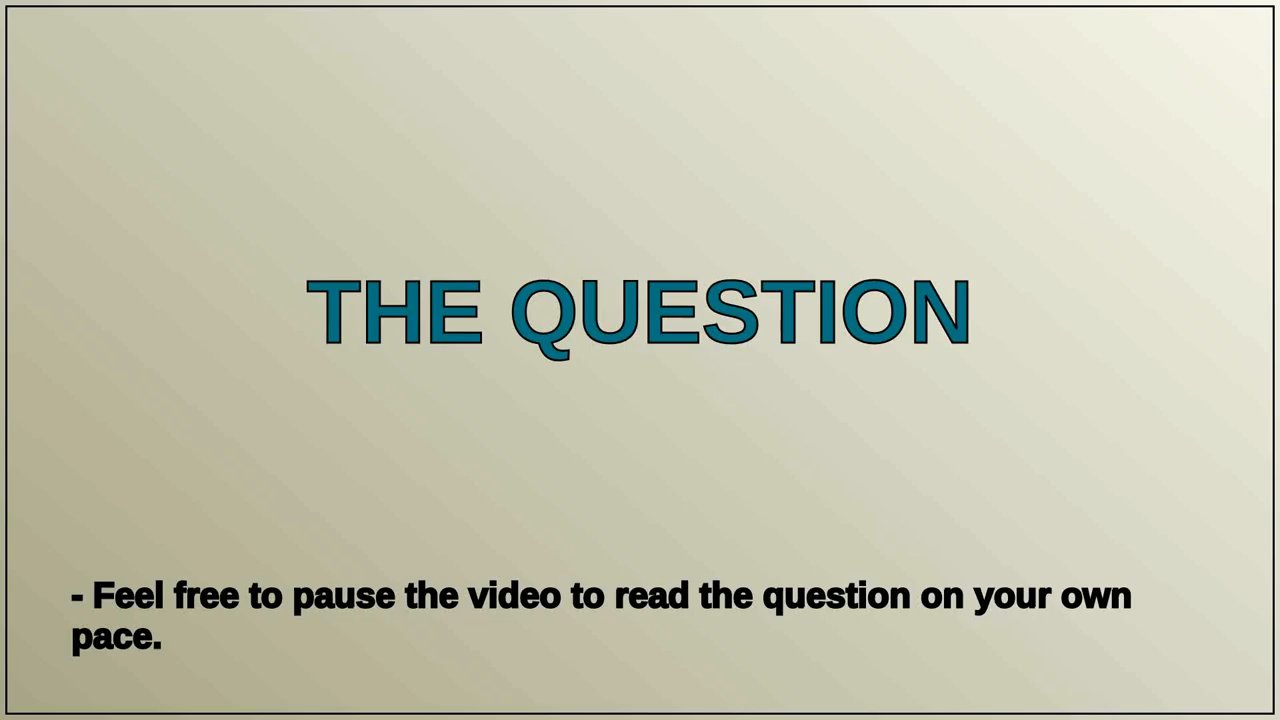 THE QUESTION
- Feel free to pause the video to read the question on your own
pace.